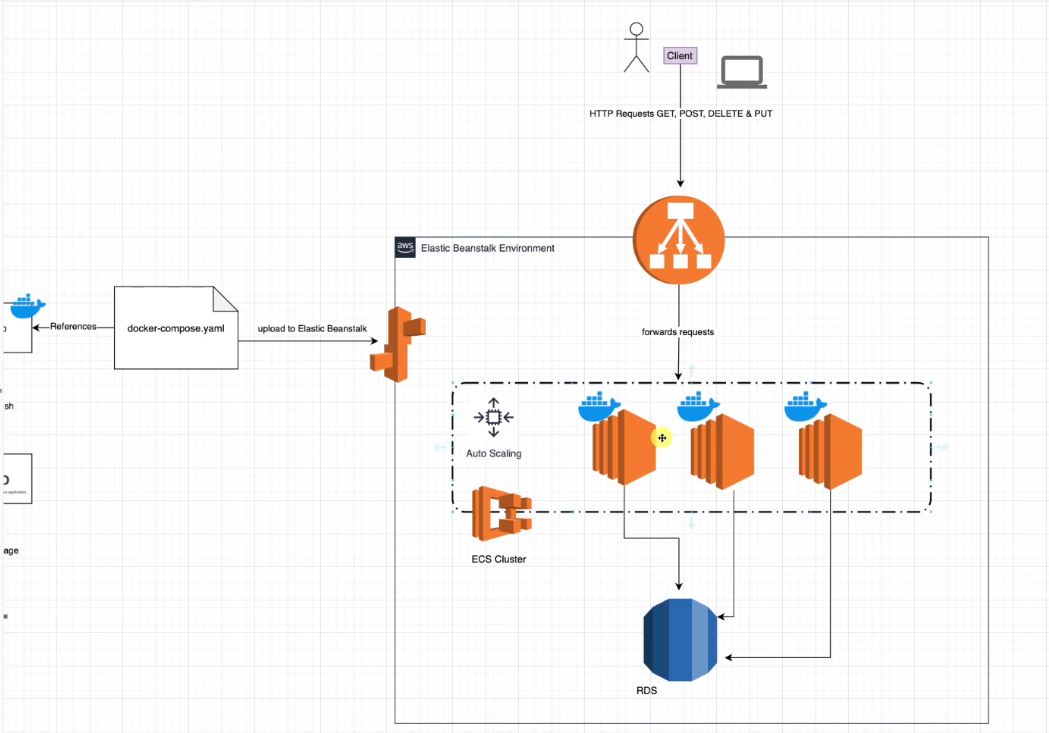 Client
HTTP Requests GET, POST, DELETE & PUT
aws
Elastic Beanstalk Environment
References
docker-compose.yaml
upload to Elastic Beanstalk
forwards requests
sh
Auto Scaling
age
ECS Cluster
RDS